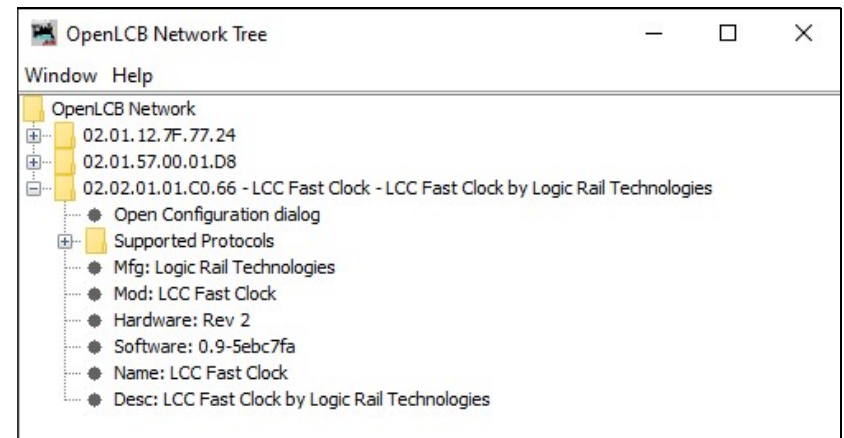 OpenLCB Network Tree
Window Help
OpenLCB Network
02.01.12.7F.77.24
02.01.57.00.01.D8
02.02.01.01.C0.66 - LCC Fast Clock - LCC Fast Clock by Logic Rail Technologies
Open Configuration dialog
Supported Protocols
Mfg: Logic Rail Technologies
Mod: LCC Fast Clock
Hardware: Rev 2
Software: 0.9-5ebc7fa
Name: LCC Fast Clock
Desc: LCC Fast Clock by Logic Rail Technologies